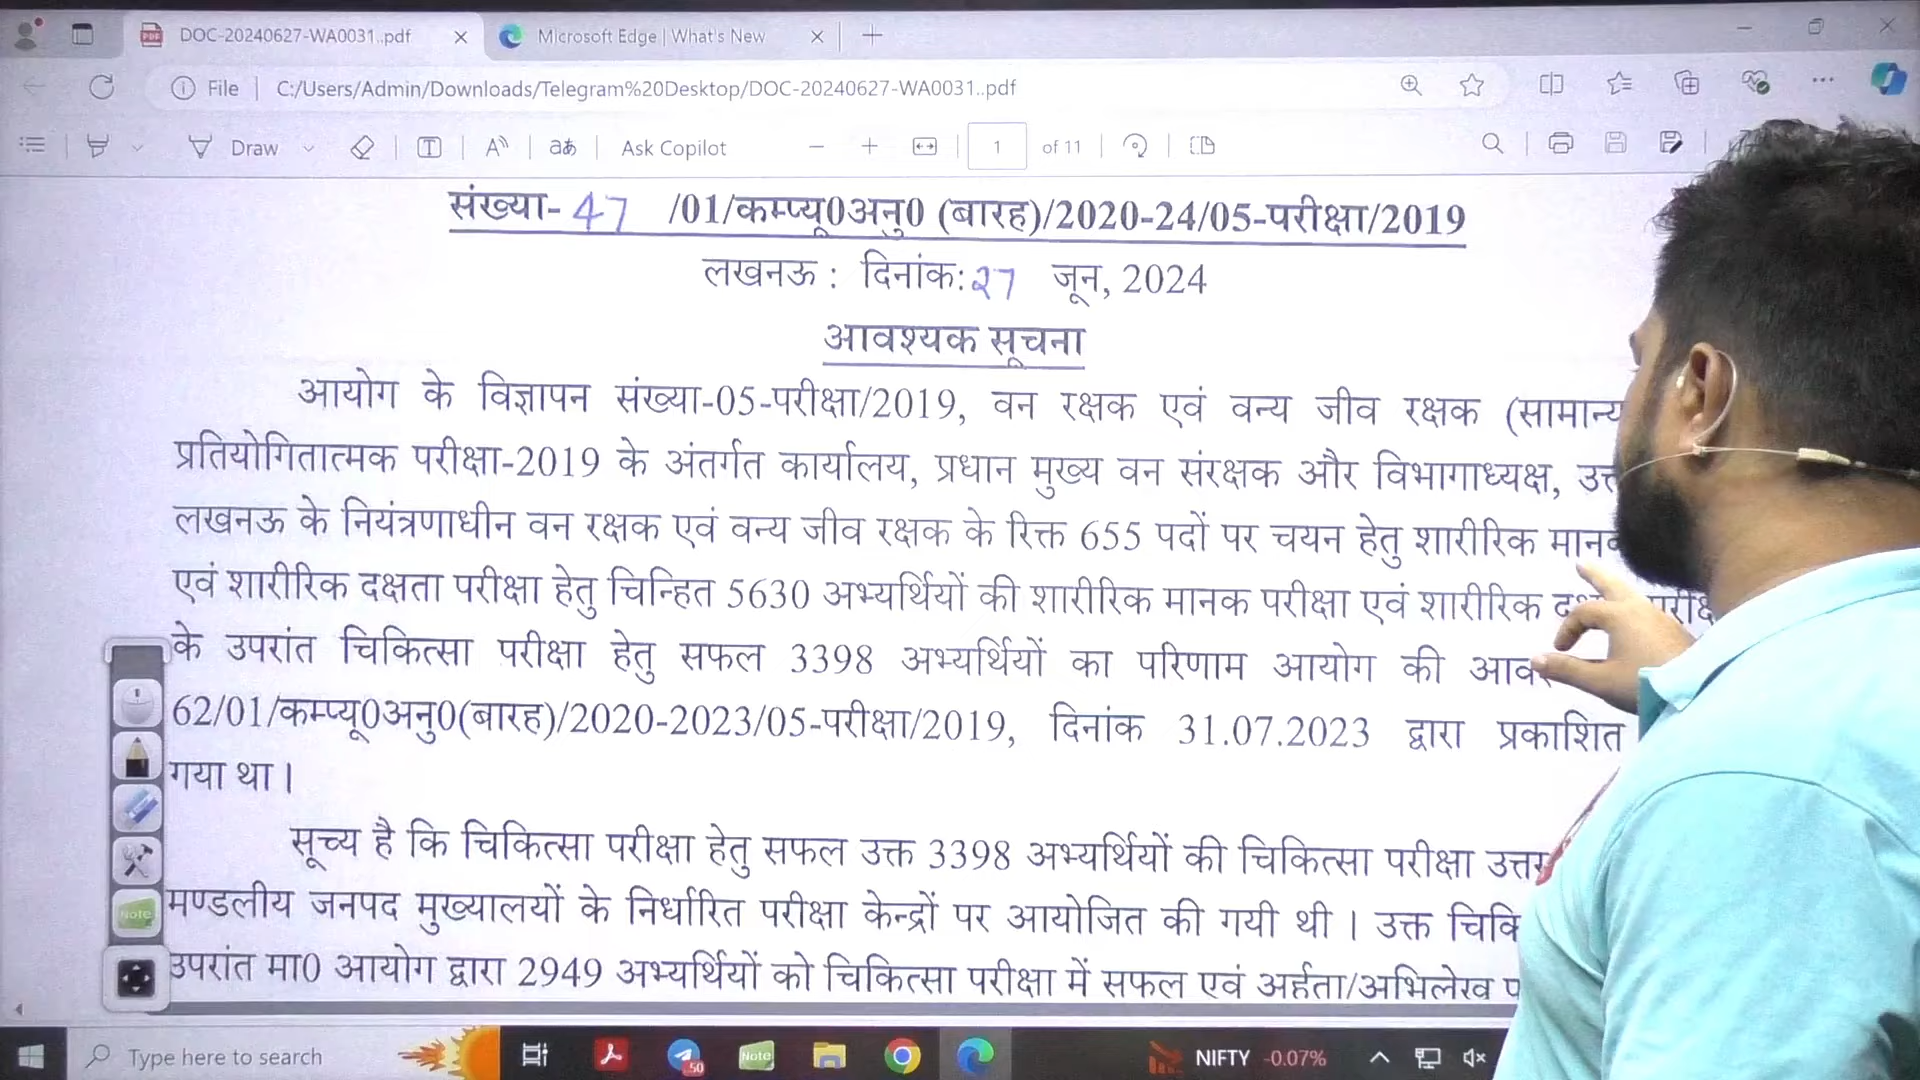 DOC-20240627-WA0031..pdf
Microsoft Edge | What's New
File
C:/Users/Admin/Downloads/Telegram%20Desktop/DOC-20240627-WA0031..pdf
Draw
aあ
Ask Copilot
1 of 11
संख्या- 47 /01/कम्प्यू0अनु0 (बारह)/2020-24/05-परीक्षा/2019
लखनऊ : दिनांक: 27 जून, 2024
आवश्यक सूचना
आयोग के विज्ञापन संख्या-05-परीक्षा/2019, वन रक्षक एवं वन्य जीव रक्षक (सामान्य
प्रतियोगितात्मक परीक्षा-2019 के अंतर्गत कार्यालय, प्रधान मुख्य वन संरक्षक और विभागाध्यक्ष,
लखनऊ के नियंत्रणाधीन वन रक्षक एवं वन्य जीव रक्षक के रिक्त 655 पदों पर चयन हेतु शारीरिक
एवं शारीरिक दक्षता परीक्षा हेतु चिन्हित 5630 अभ्यर्थियों की शारीरिक मानक परीक्षा एवं शारीरिक
के उपरांत चिकित्सा परीक्षा हेतु सफल 3398 अभ्यर्थियों का परिणाम आयोग की
62/01/कम्प्यू0अनु0(बारह)/2020-2023/05-परीक्षा/2019, दिनांक 31.07.2023 द्वारा प्रकाशित
गया था ।
सूच्य है कि चिकित्सा परीक्षा हेतु सफल उक्त 3398 अभ्यर्थियों की चिकित्सा परीक्षा
मण्डलीय जनपद मुख्यालयों के निर्धारित परीक्षा केन्द्रों पर आयोजित की गयी थी । उक्त
उपरांत मा0 आयोग द्वारा 2949 अभ्यर्थियों को चिकित्सा परीक्षा में सफल एवं अर्हता/अभिलेख
Note
Type here to search
50
Note
NIFTY -0.07%